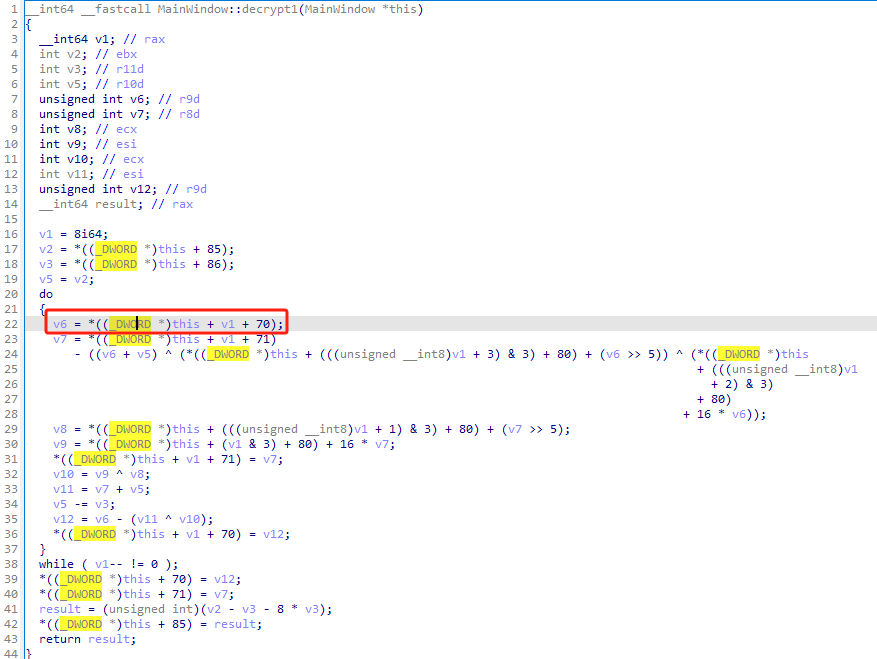 1 __int64 __fastcall MainWindow::decrypt1(MainWindow *this)
2 {
3 __int64 v1; // rax
4 int v2; // ebx
5 int v3; // r11d
6 int v5; // r10d
7 unsigned int v6; // r9d
8 unsigned int v7; // r8d
9 int v8; // ecx
10 int v9; // esi
11 int v10; // ecx
12 int v11; // esi
13 unsigned int v12; // r9d
14 __int64 result; // rax
15
16 v1 = 8i64;
17 v2 = *((_DWORD *)this + 85);
18 v3 = *((_DWORD *)this + 86);
19 v5 = v2;
20 do
21 {
22 v6 = *((_DWORD *)this + v1 + 70);
23 v7 = *((_DWORD *)this + v1 + 71)
24 - ((v6 + v5) ^ (*((_DWORD *)this + (((unsigned __int8)v1 + 3) & 3) + 80) + (v6 >> 5)) ^ (*((_DWORD *)this
25 + (((unsigned __int8)v1
26 + 2) & 3)
27 + 80)
28 + 16 * v6));
29 v8 = *((_DWORD *)this + (((unsigned __int8)v1 + 1) & 3) + 80) + (v7 >> 5);
30 v9 = *((_DWORD *)this + (v1 & 3) + 80) + 16 * v7;
31 *((_DWORD *)this + v1 + 71) = v7;
32 v10 = v9 ^ v8;
33 v11 = v7 + v5;
34 v5 -= v3;
35 v12 = v6 - (v11 ^ v10);
36 *((_DWORD *)this + v1 + 70) = v12;
37 }
38 while ( v1-- != 0 );
39 *((_DWORD *)this + 70) = v12;
40 *((_DWORD *)this + 71) = v7;
41 result = (unsigned int)(v2 - v3 - 8 * v3);
42 *((_DWORD *)this + 85) = result;
43 return result;
44 }